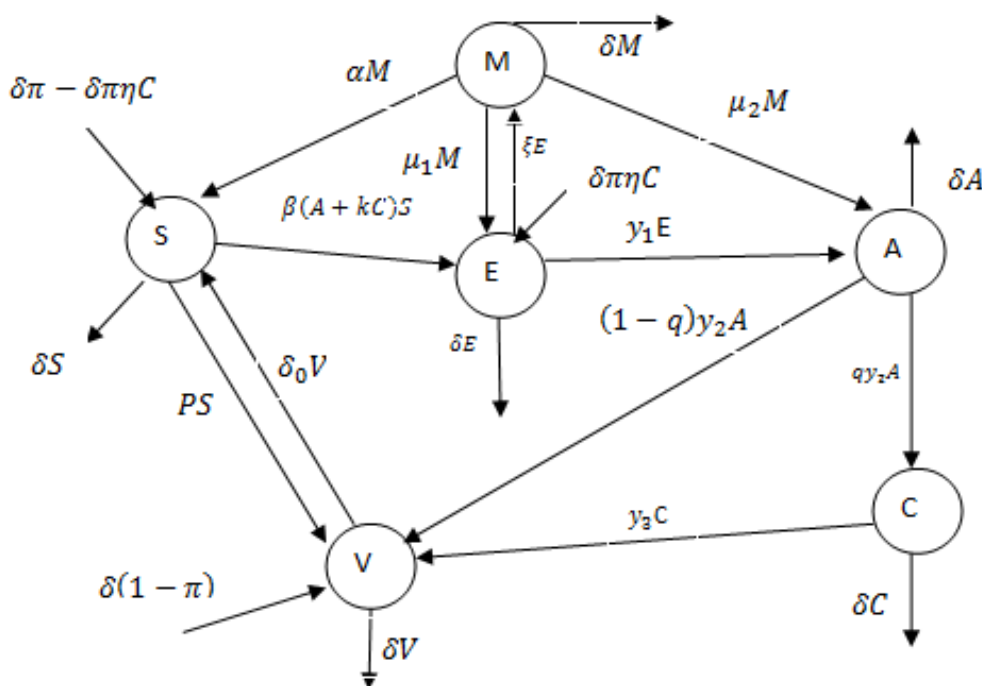 M
δM
αM
δπ − δπηC
μ₂M
ξE
μ₁M
δπηC
δA
β(A + kC)S
S
y₁E
A
E
(1 − q)y₂A
δE
δS
δ₀V
qy₂A
PS
C
y₃C
V
δ(1 − π)
δC
δV